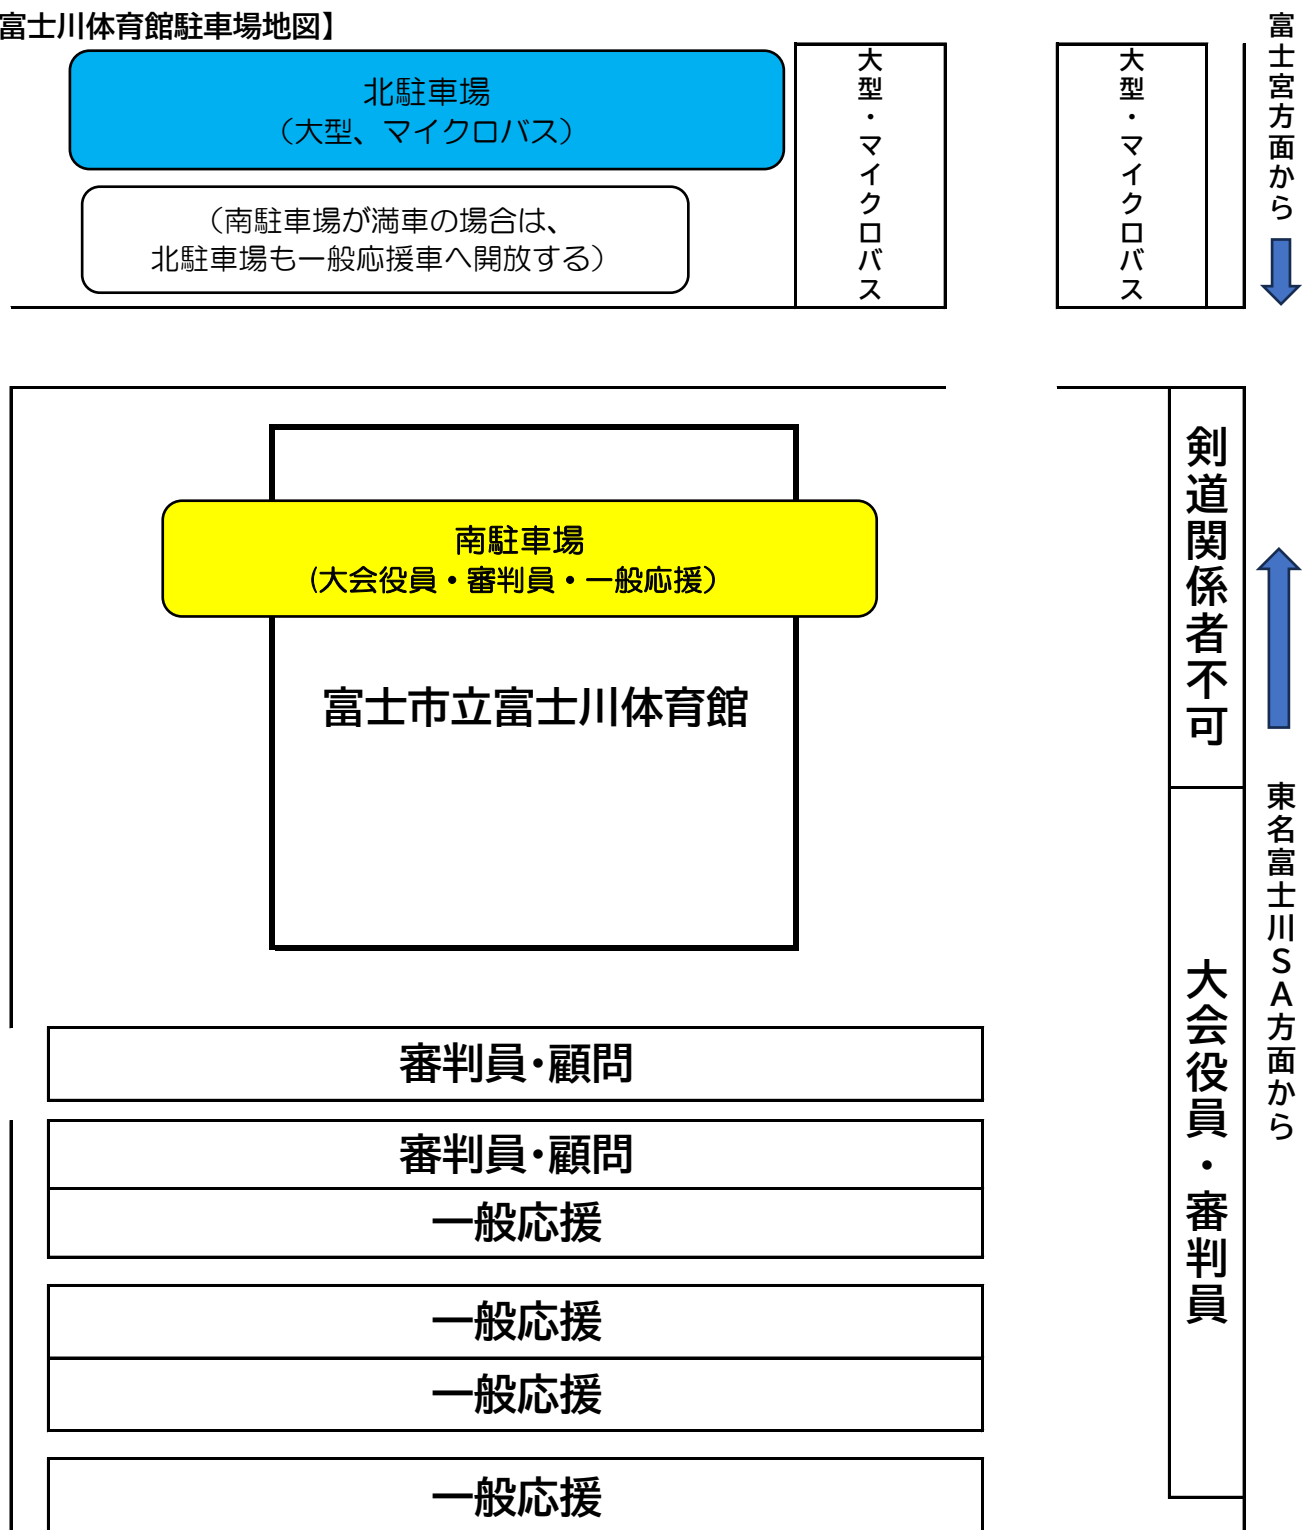 富士川体育館駐車場地図】
北駐車場
（大型、マイクロバス）
（南駐車場が満車の場合は、
北駐車場も一般応援車へ開放する）
大型・マイクロバス
大型・マイクロバス
富士宮方面から
南駐車場
(大会役員・審判員・一般応援）
富士市立富士川体育館
剣道関係者不可
東名富士川ＳＡ方面から
大会役員・審判員
審判員・顧問
審判員・顧問
一般応援
一般応援
一般応援
一般応援